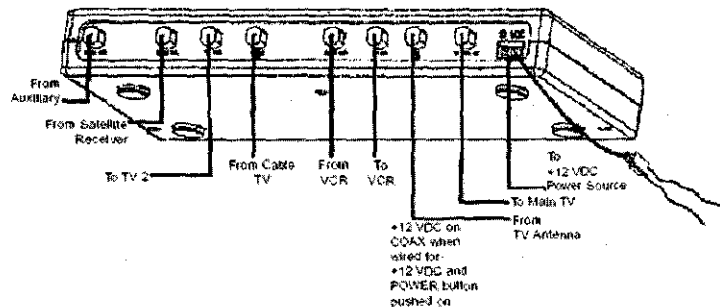 From
Auxiliary
From Satellite
Receiver
To TV 2
From Cable
TV
From
VCR
To
VCR
+12 VDC on
COAX when
wired for
+12 VDC and
POWER button
pushed on
From
TV Antenna
To Main TV
To
+12 VDC
Power Source